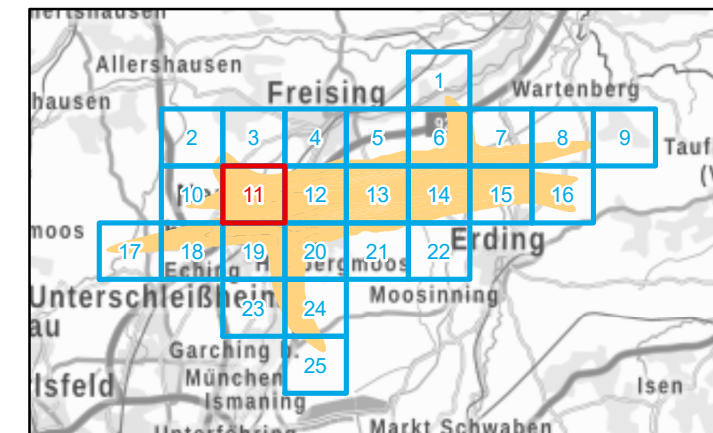 Allershausen
hausen
Freising
1
Wartenberg
2 3 4 5 6 7 8 9
Tauf
10 11 12 13 14 15 16
moos
17 18 19 20 21 22
Erding
Eching
Unterschleißheim
Moosinning
au
23 24
Garching b.
München
25
lsfeld
Ismaning
Isen
Markt Schwaben